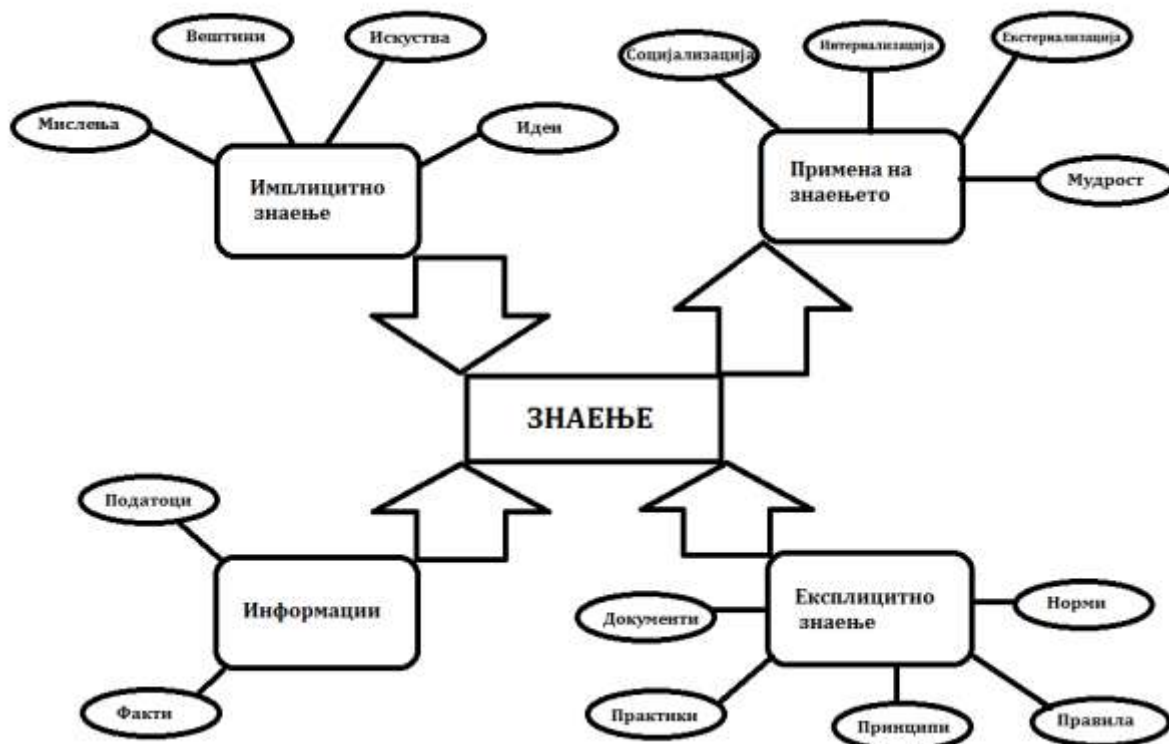 Вештини
Искуства
Мислења
Идеи
Имплицитно
знаење
Социјализација
Интернализација
Екстернализација
Примена на
знаењето
Мудрост
ЗНАЕЊЕ
Податоци
Информации
Факти
Документи
Експлицитно
знаење
Норми
Практики
Принципи
Правила